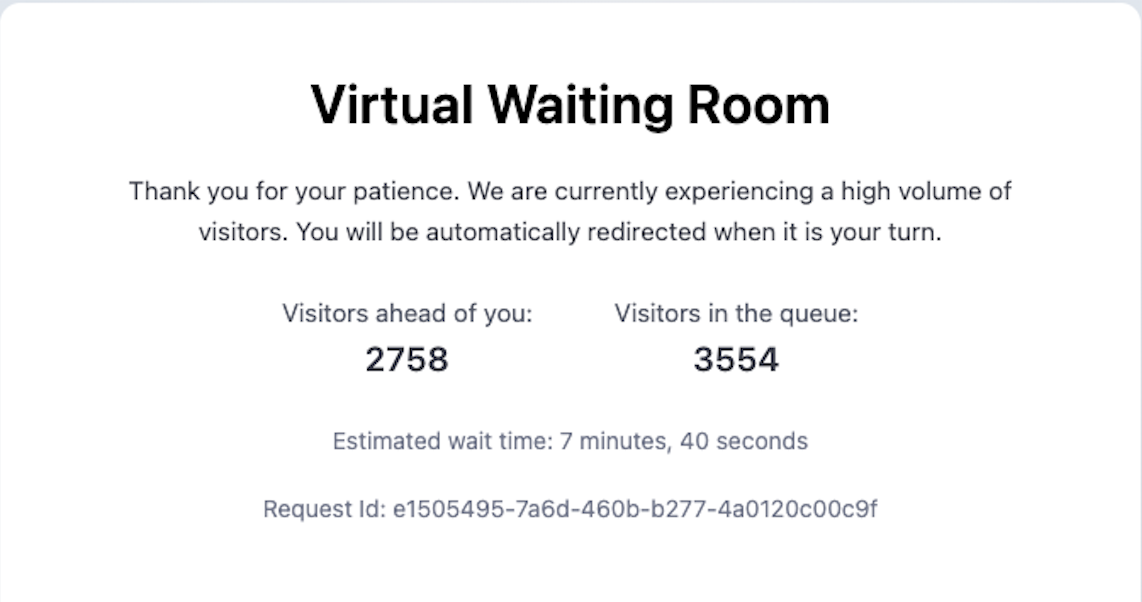 Virtual Waiting Room
Thank you for your patience. We are currently experiencing a high volume of
visitors. You will be automatically redirected when it is your turn.
Visitors ahead of you:
2758
Visitors in the queue:
3554
Estimated wait time: 7 minutes, 40 seconds
Request Id: e1505495-7a6d-460b-b277-4a0120c00c9f